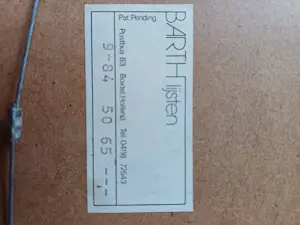 BARTH lijsten
Pat. Pending.
Postbus 83 Boxtel, Holland Tel. 04116 72643
9-84 50 65 ---